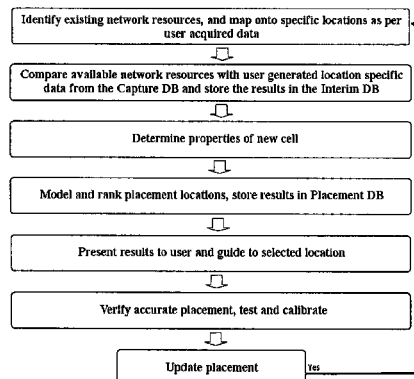 Identify existing network resources, and map onto specific locations as per
user acquired data
Compare available network resources with user generated location specific
data from the Capture DB and store the results in the Interim DB
Determine properties of new cell
Model and rank placement locations, store results in Placement DB
Present results to user and guide to selected location
Verify accurate placement, test and calibrate
Update placement
Yes